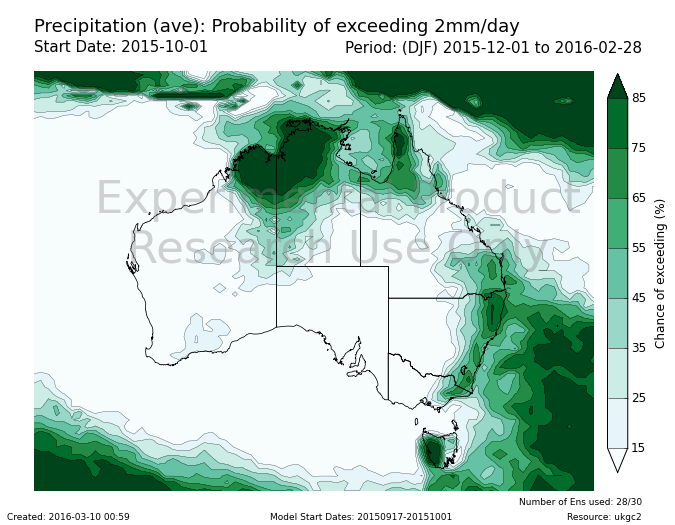 Precipitation (ave): Probability of exceeding 2mm/day
Start Date: 2015-10-01 Period: (DJF) 2015-12-01 to 2016-02-28
Experimental Product
Research Use Only
85
75
65
55
45
35
25
15
Chance of exceeding (%)
Number of Ens used: 28/30
Created: 2016-03-10 00:59 Model Start Dates: 20150917-20151001 Resource: ukgc2